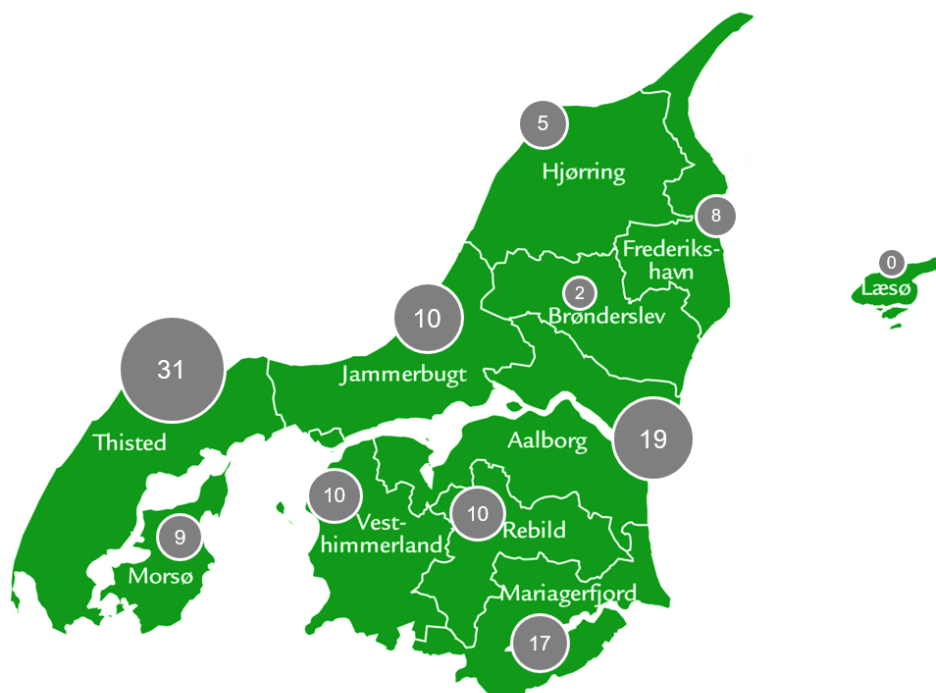 5
Hjørring
8
Frederiks-
havn
0
Læsø
2
Brønderslev
10
Jammerbugt
31
Thisted
19
Aalborg
10
Vest-
himmerland
10
Rebild
9
Morsø
Mariagerfjord
17